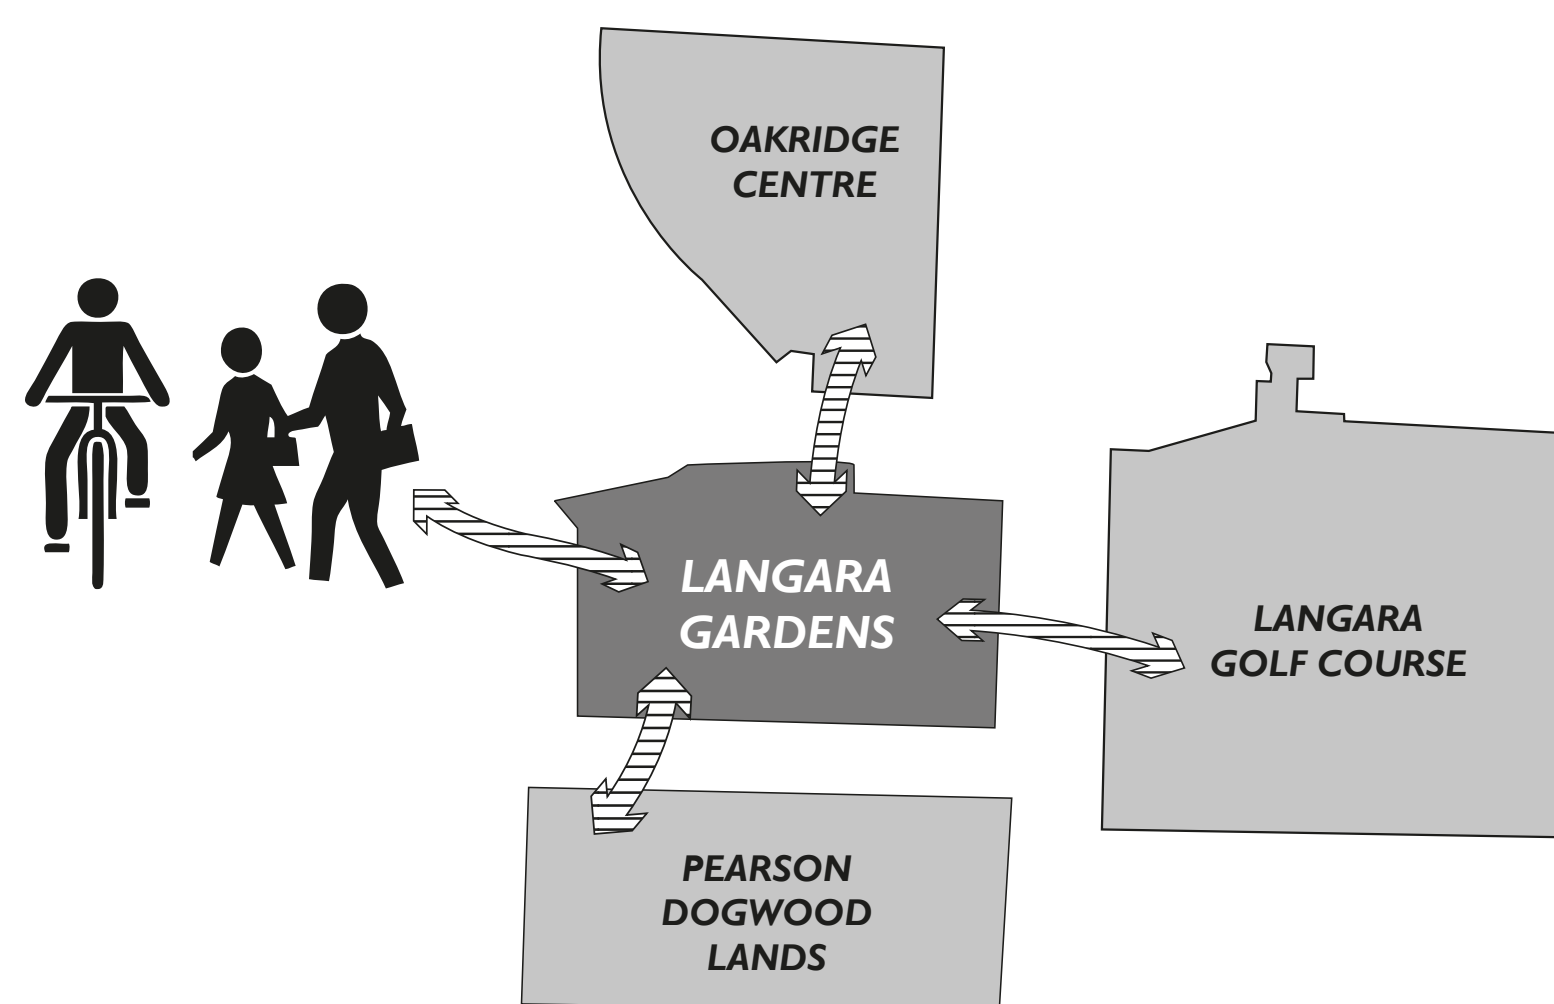 OAKRIDGE
CENTRE
LANGARA
GARDENS
LANGARA
GOLF COURSE
PEARSON
DOGWOOD
LANDS